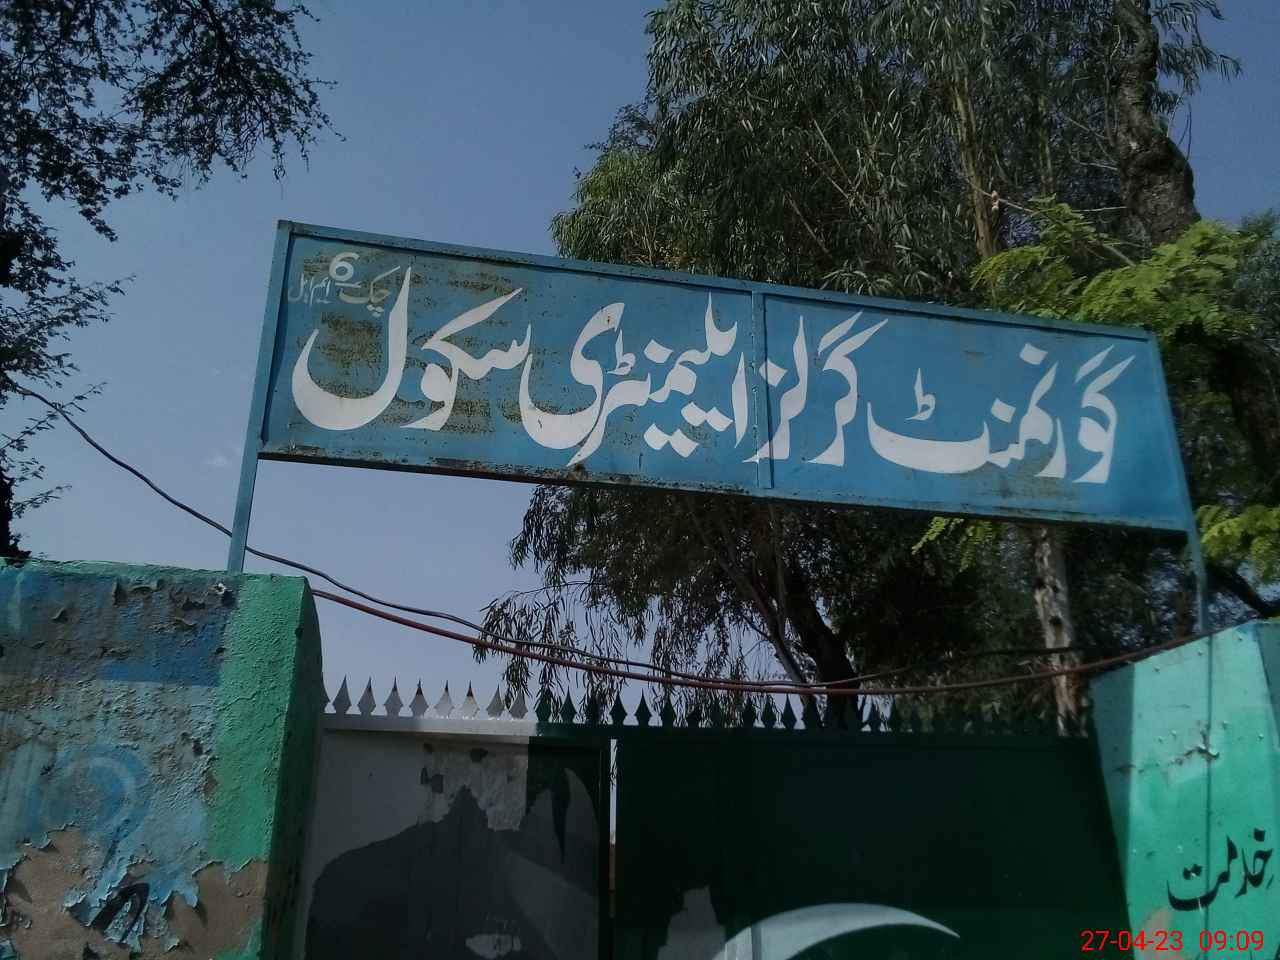 گورنمنٹ گرلز ایلیمنٹری سکول
چک 6 ایم ایل
خدمت
27-04-23 09:09